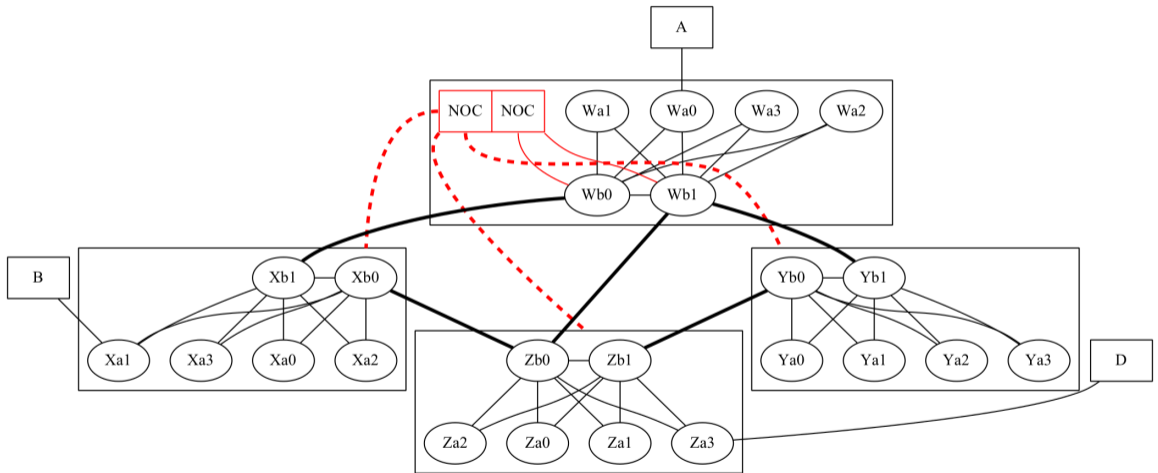 A
NOC NOC Wa1 Wa0 Wa3 Wa2
Wb0 Wb1
B
Xb1 Xb0
Xa1 Xa3 Xa0 Xa2
Yb0 Yb1
Ya0 Ya1 Ya2 Ya3
D
Zb0 Zb1
Za2 Za0 Za1 Za3